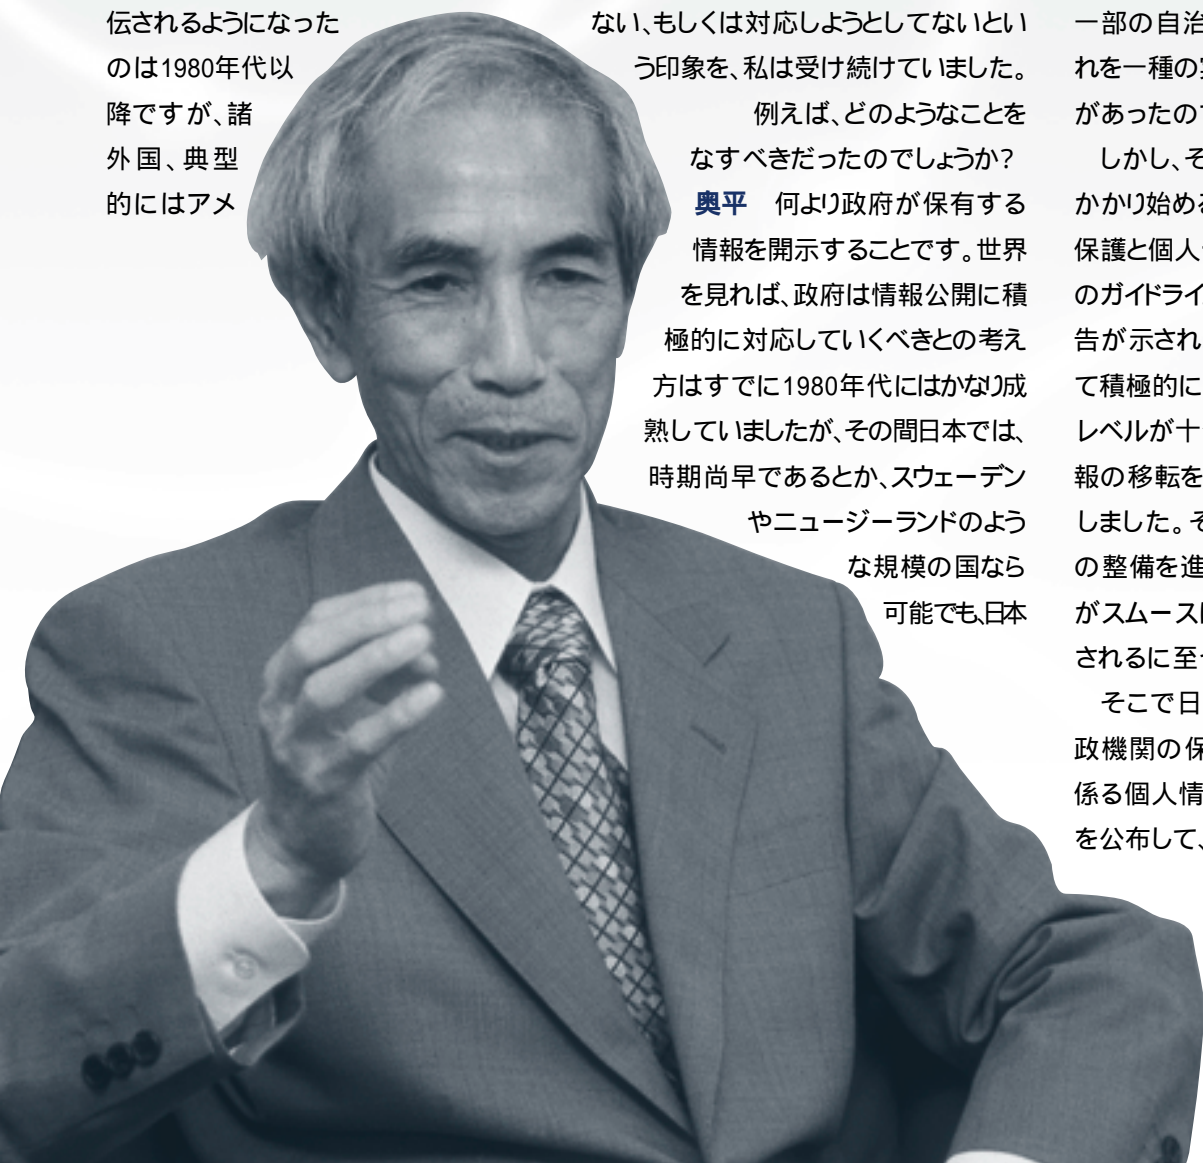 伝されるようになった
のは1980年代以
降ですが、諸
外国、典型
的にはアメ
ない、もしくは対応しようとしてないとい
う印象を、私は受け続けていました。
例えば、どのようなことを
なすべきだったのでしょうか?
奥平 何より政府が保有する
情報を開示することです。世界
を見れば、政府は情報公開に積
極的に対応していくべきとの考え
方はすでに1980年代にはかなり成
熟していましたが、その間日本では、
時期尚早であるとか、スウェーデン
やニュージーランドのよう
な規模の国なら
可能でも、日本
一部の自治
れを一種の
があったので
しかし、そ
かかり始める
保護と個人
のガイドライ
告が示され
て積極的に
レベルが十
報の移転を
しました。そ
の整備を進
がスムースに
されるに至
そこで日
政機関の保
係る個人情
を公布して、